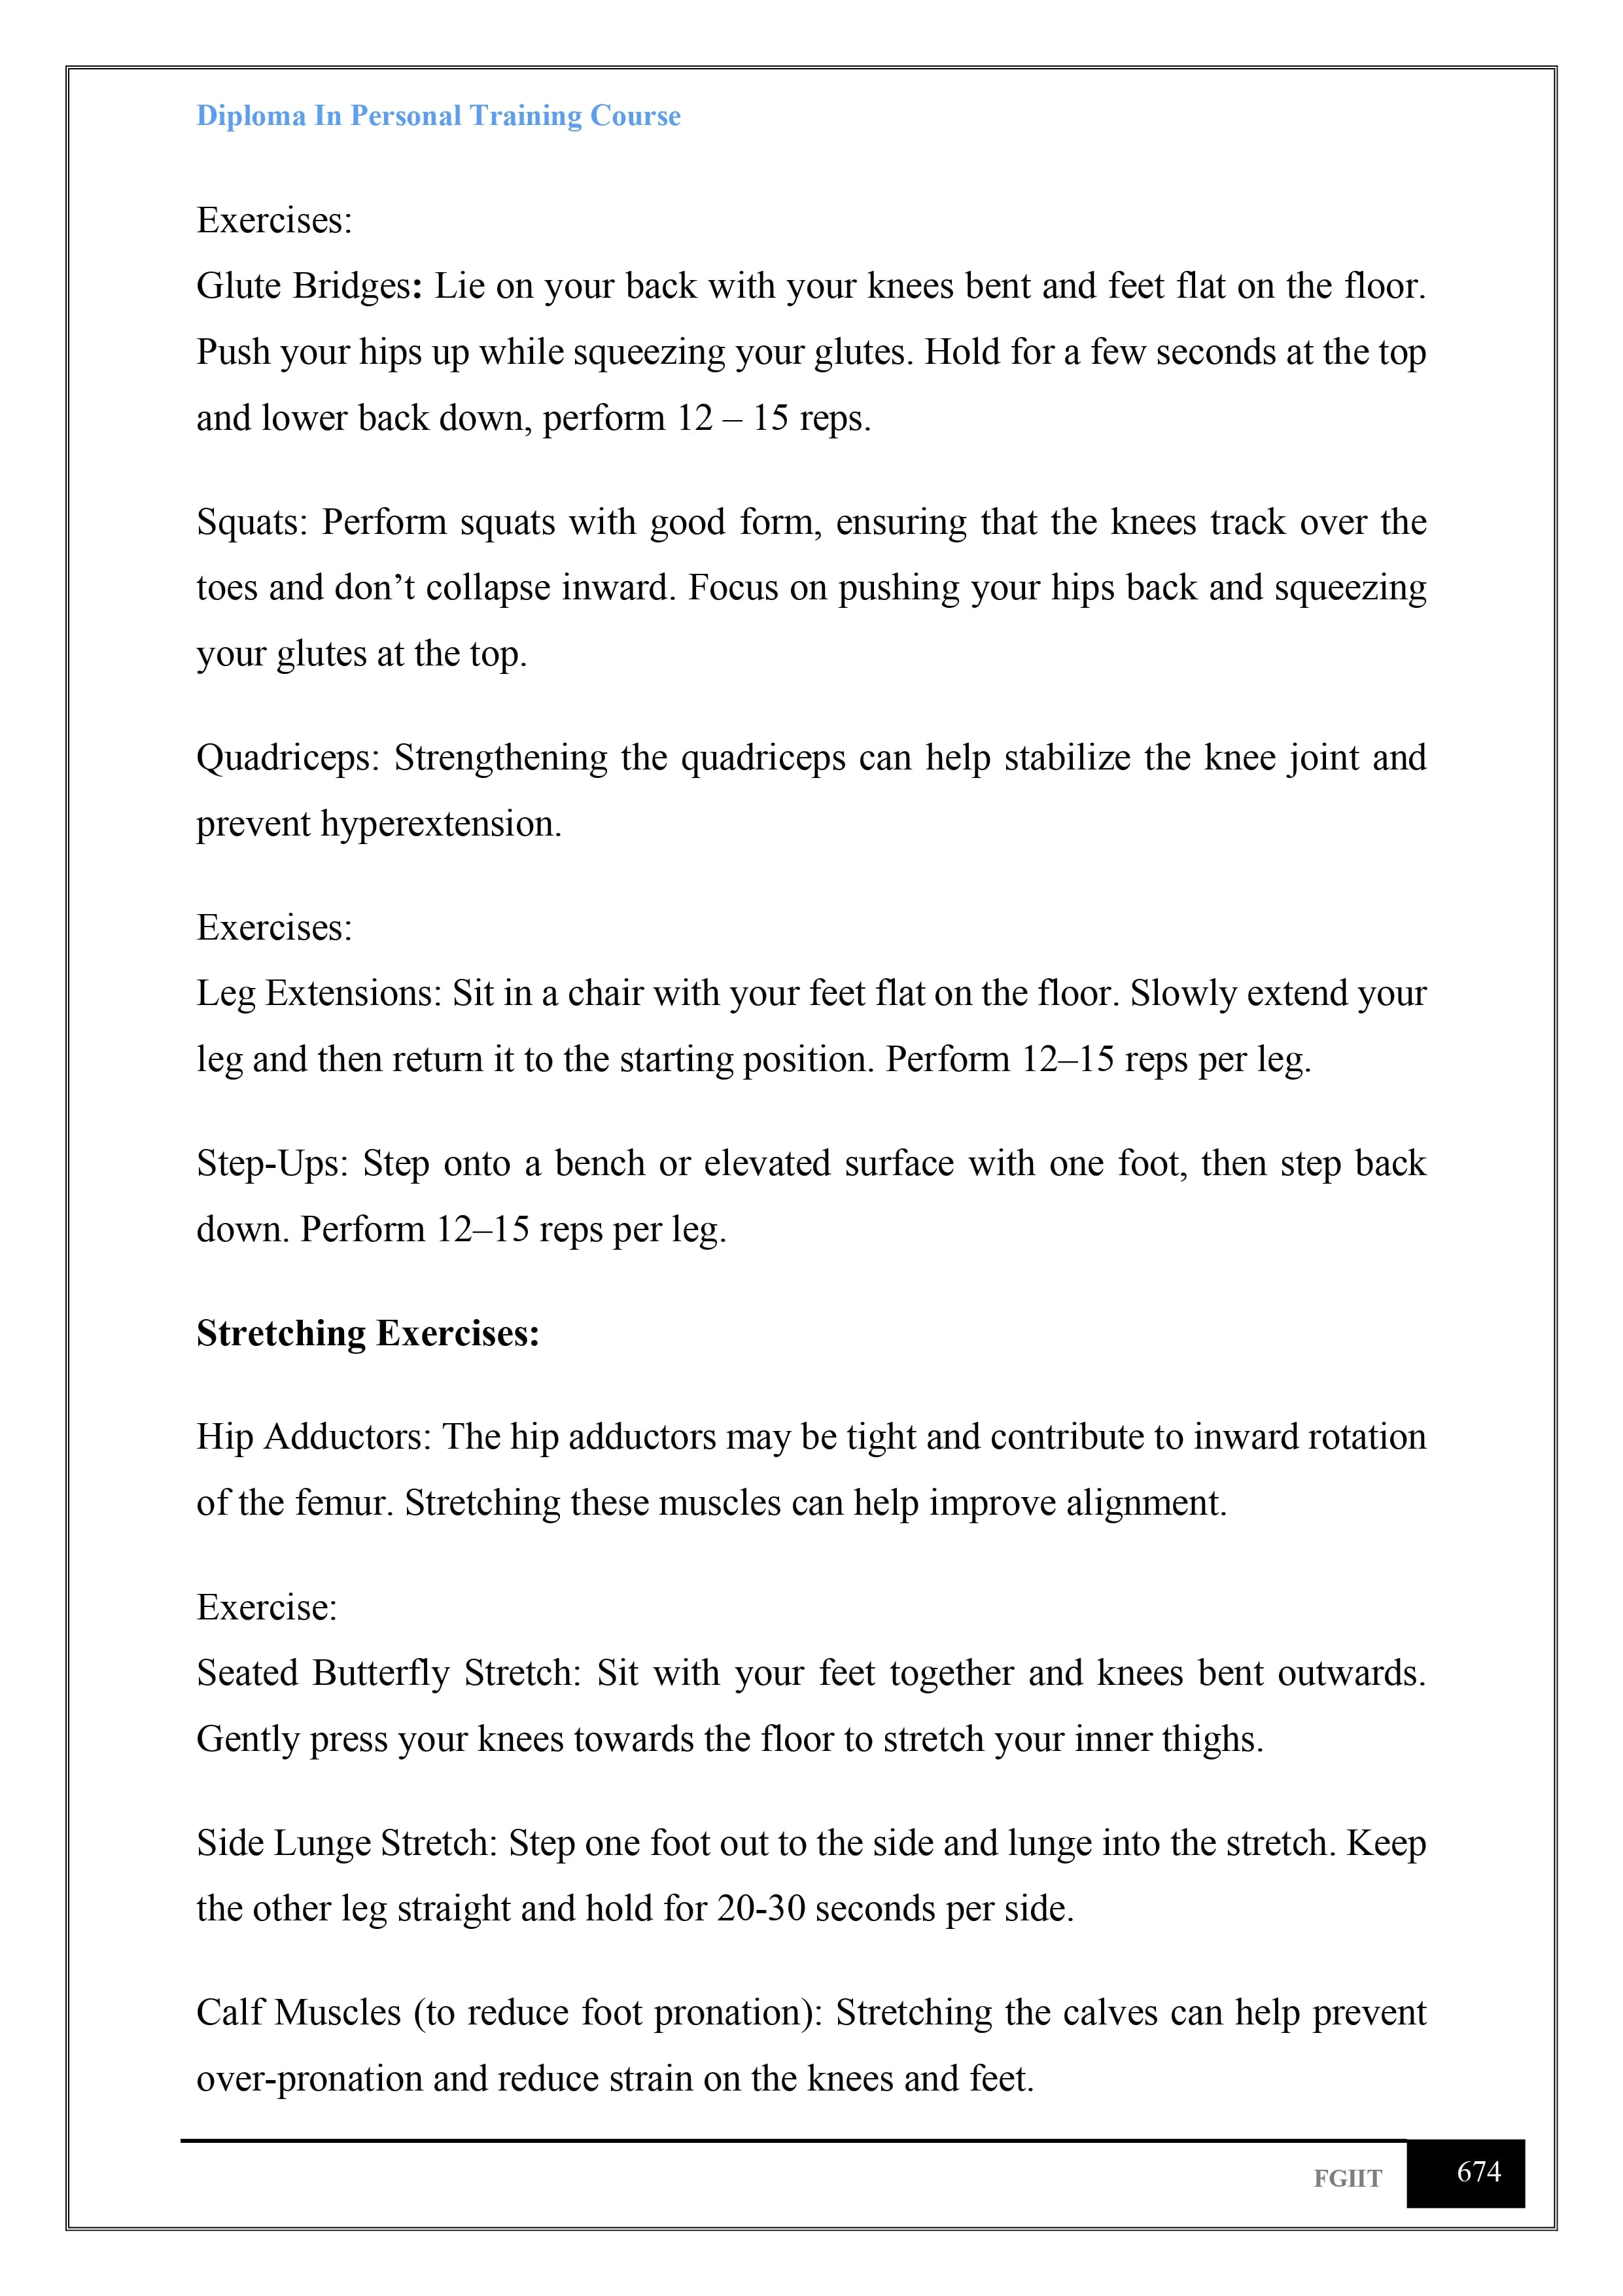 Diploma In Personal Training Course
Exercises:
Glute Bridges: Lie on your back with your knees bent and feet flat on the floor.
Push your hips up while squeezing your glutes. Hold for a few seconds at the top
and lower back down, perform 12 – 15 reps.
Squats: Perform squats with good form, ensuring that the knees track over the
toes and don’t collapse inward. Focus on pushing your hips back and squeezing
your glutes at the top.
Quadriceps: Strengthening the quadriceps can help stabilize the knee joint and
prevent hyperextension.
Exercises:
Leg Extensions: Sit in a chair with your feet flat on the floor. Slowly extend your
leg and then return it to the starting position. Perform 12–15 reps per leg.
Step-Ups: Step onto a bench or elevated surface with one foot, then step back
down. Perform 12–15 reps per leg.
Stretching Exercises:
Hip Adductors: The hip adductors may be tight and contribute to inward rotation
of the femur. Stretching these muscles can help improve alignment.
Exercise:
Seated Butterfly Stretch: Sit with your feet together and knees bent outwards.
Gently press your knees towards the floor to stretch your inner thighs.
Side Lunge Stretch: Step one foot out to the side and lunge into the stretch. Keep
the other leg straight and hold for 20-30 seconds per side.
Calf Muscles (to reduce foot pronation): Stretching the calves can help prevent
over-pronation and reduce strain on the knees and feet.
FGIIT 674